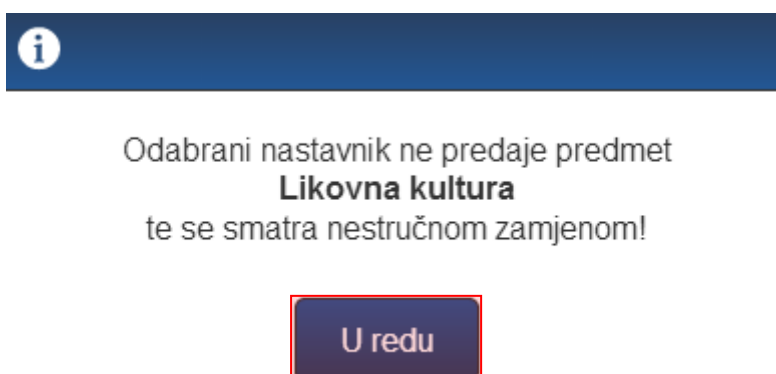 Odabrani nastavnik ne predaje predmet
Likovna kultura
te se smatra nestručnom zamjenom!
U redu